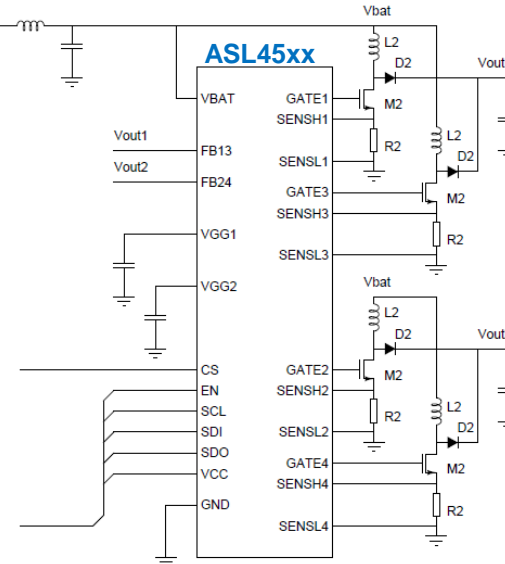 Vbat
L2
ASL45xx
D2
Vout
VBAT
GATE1
M2
SENSH1
L2
R2
Vout1
D2
FB13
SENSL1
Vout2
FB24
GATE3
M2
SENSH3
VGG1
R2
SENSL3
VGG2
Vbat
L2
D2
Vout
CS
GATE2
M2
EN
SENSH2
SCL
L2
R2
SDI
SENSL2
D2
SDO
GATE4
M2
VCC
SENSH4
GND
R2
SENSL4